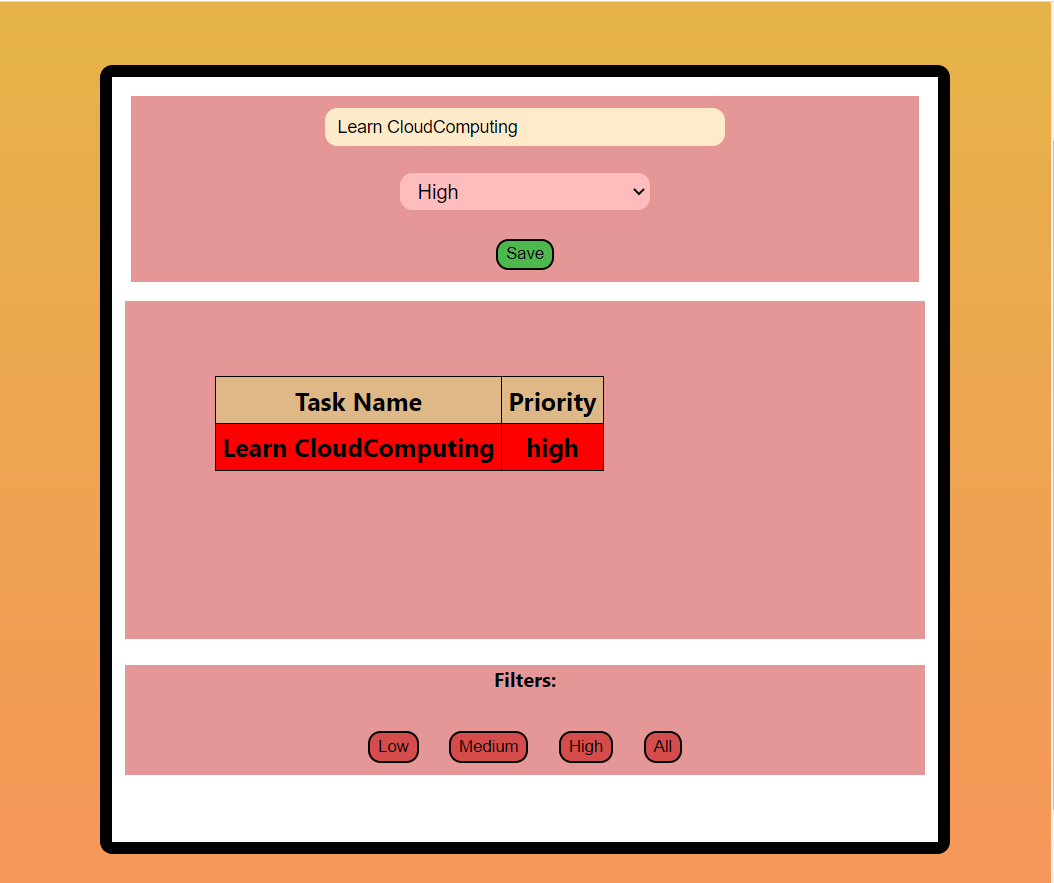 Learn CloudComputing
High
Save
Task Name Priority
Learn CloudComputing high
Filters:
Low Medium High All